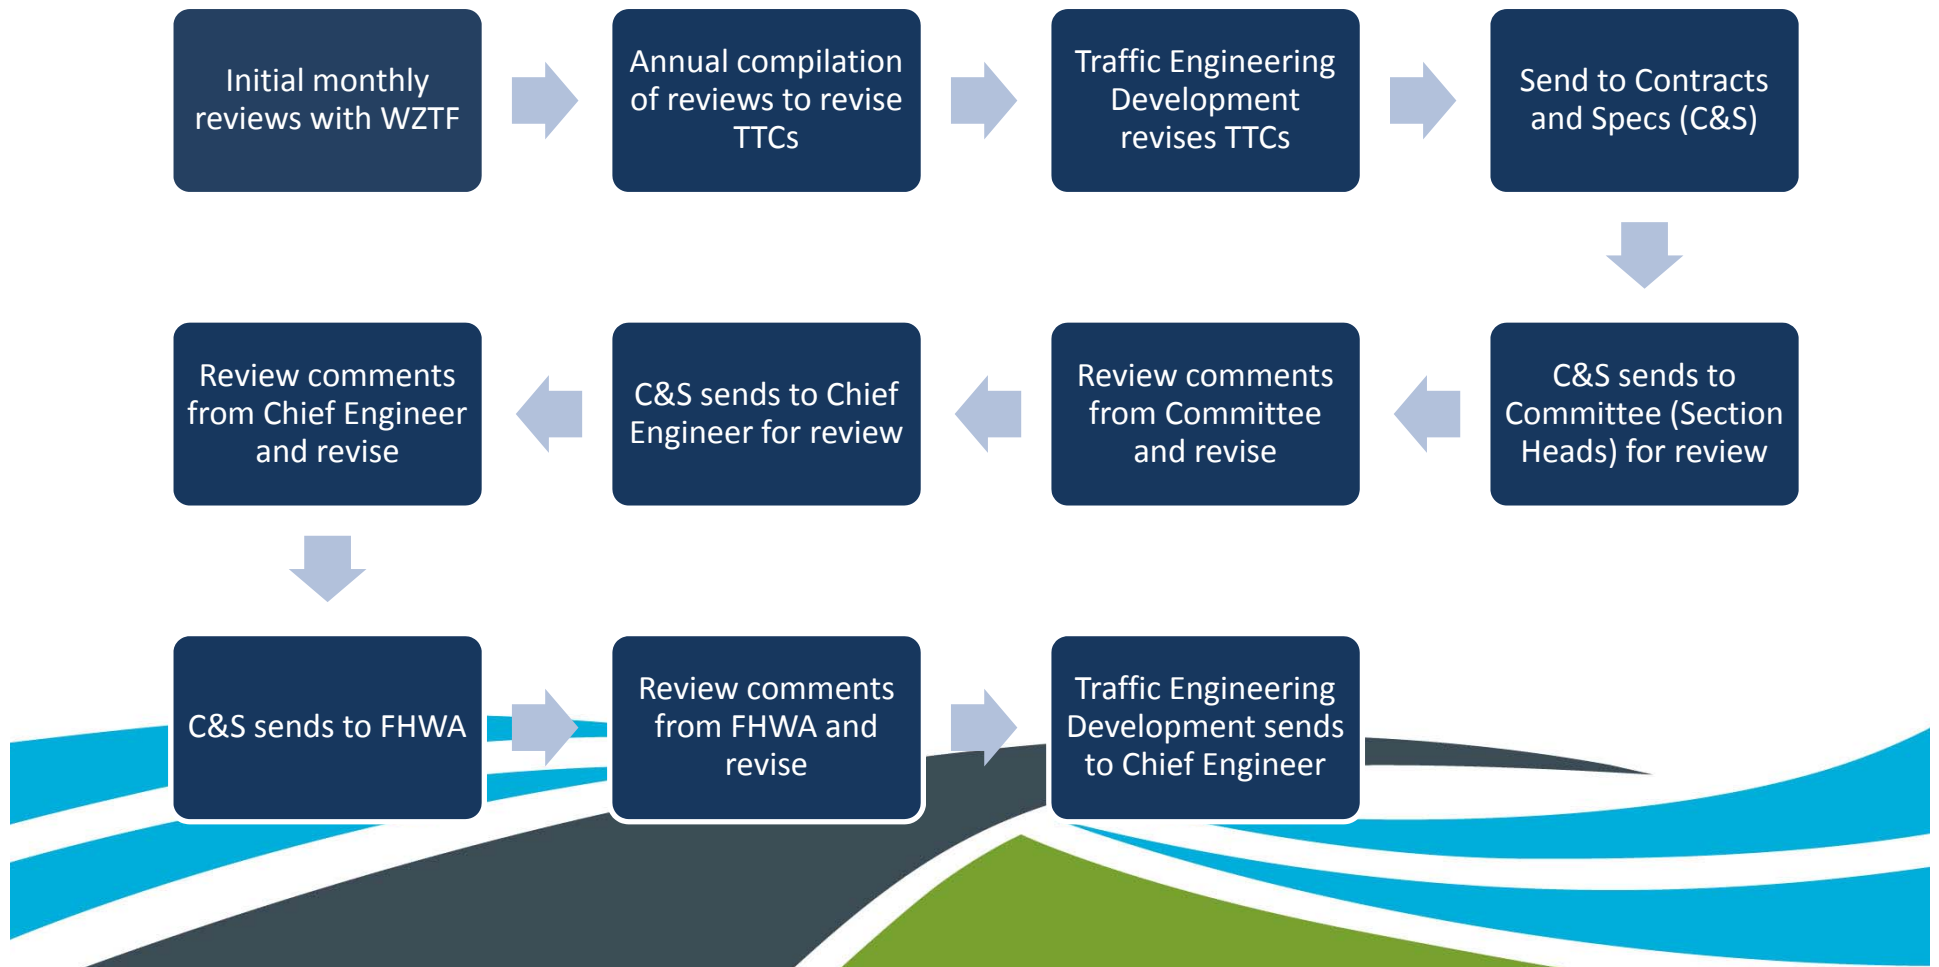 Initial monthly
reviews with WZTF
Annual compilation
of reviews to revise
TTCs
Traffic Engineering
Development
revises TTCs
Send to Contracts
and Specs (C&S)
C&S sends to
Committee (Section
Heads) for review
Review comments
from Committee
and revise
C&S sends to Chief
Engineer for review
Review comments
from Chief Engineer
and revise
C&S sends to FHWA
Review comments
from FHWA and
revise
Traffic Engineering
Development sends
to Chief Engineer